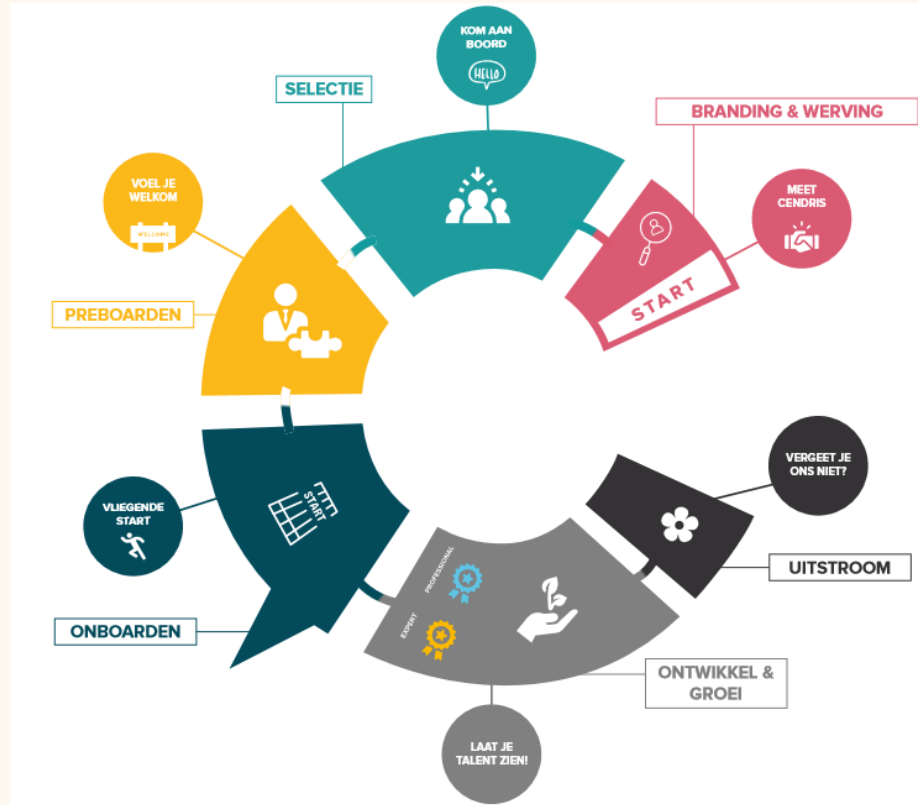 KOM AAN
BOORD
HELLO
SELECTIE
BRANDING & WERVING
MEET
CENDRIS
START
VOEL JE
WELKOM
WELCOME
PREBOARDEN
START
VLIEGENDE
START
ONBOARDEN
PROFESSIONAL
EXPERT
LAAT JE
TALENT ZIEN!
ONTWIKKEL &
GROEI
VERGEET JE
ONS NIET?
UITSTROOM